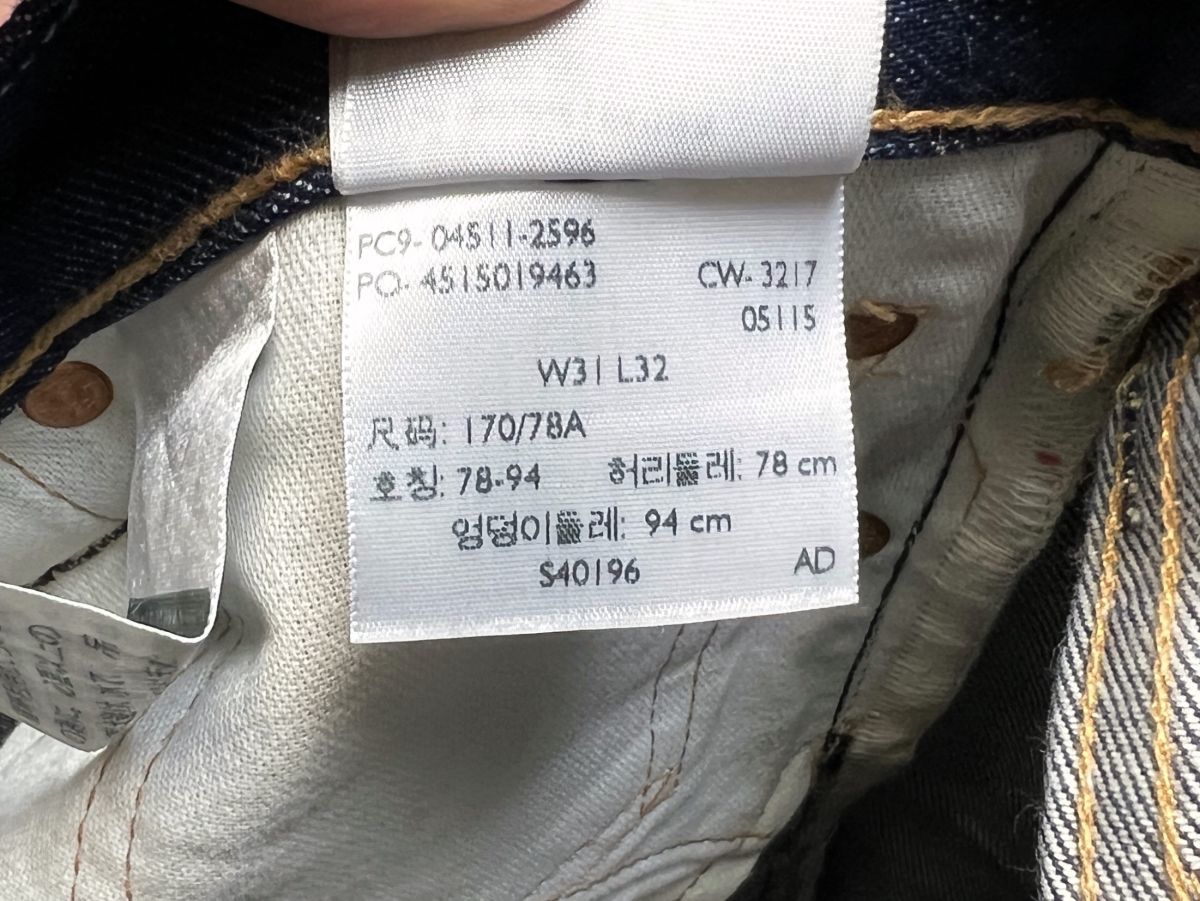 PC9- 04511-2596
PO- 4515019463 CW- 3217
05115
W31 L32
尺码: 170/78A
호칭: 78-94 허리둘레: 78 cm
엉덩이둘레: 94 cm
S40196 AD